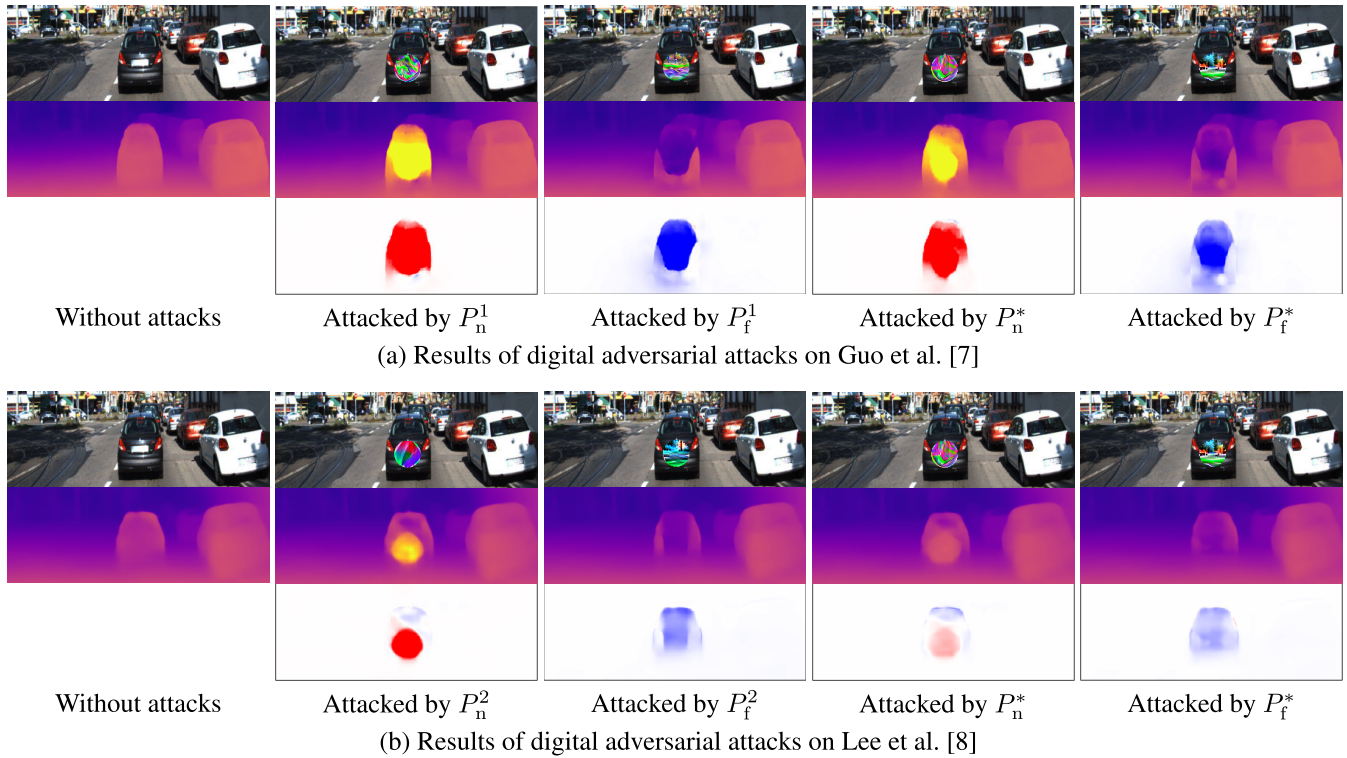 Without attacks Attacked by $P_{\mathrm{n}}^{1}$ Attacked by $P_{\mathrm{f}}^{1}$ Attacked by $P_{\mathrm{n}}^{*}$ Attacked by $P_{\mathrm{f}}^{*}$
(a) Results of digital adversarial attacks on Guo et al. [7]
Without attacks Attacked by $P_{\mathrm{n}}^{2}$ Attacked by $P_{\mathrm{f}}^{2}$ Attacked by $P_{\mathrm{n}}^{*}$ Attacked by $P_{\mathrm{f}}^{*}$
(b) Results of digital adversarial attacks on Lee et al. [8]